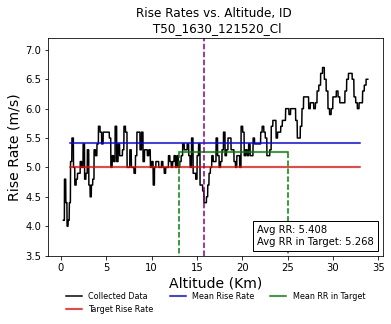 Rise Rates vs. Altitude, ID
T50_1630_121520_Cl
Rise Rate (m/s)
7.0
6.5
6.0
5.5
5.0
4.5
4.0
3.5
Avg RR: 5.408
Avg RR in Target: 5.268
0 5 10 15 20 25 30 35
Altitude (Km)
Collected Data Mean Rise Rate Mean RR in Target
Target Rise Rate